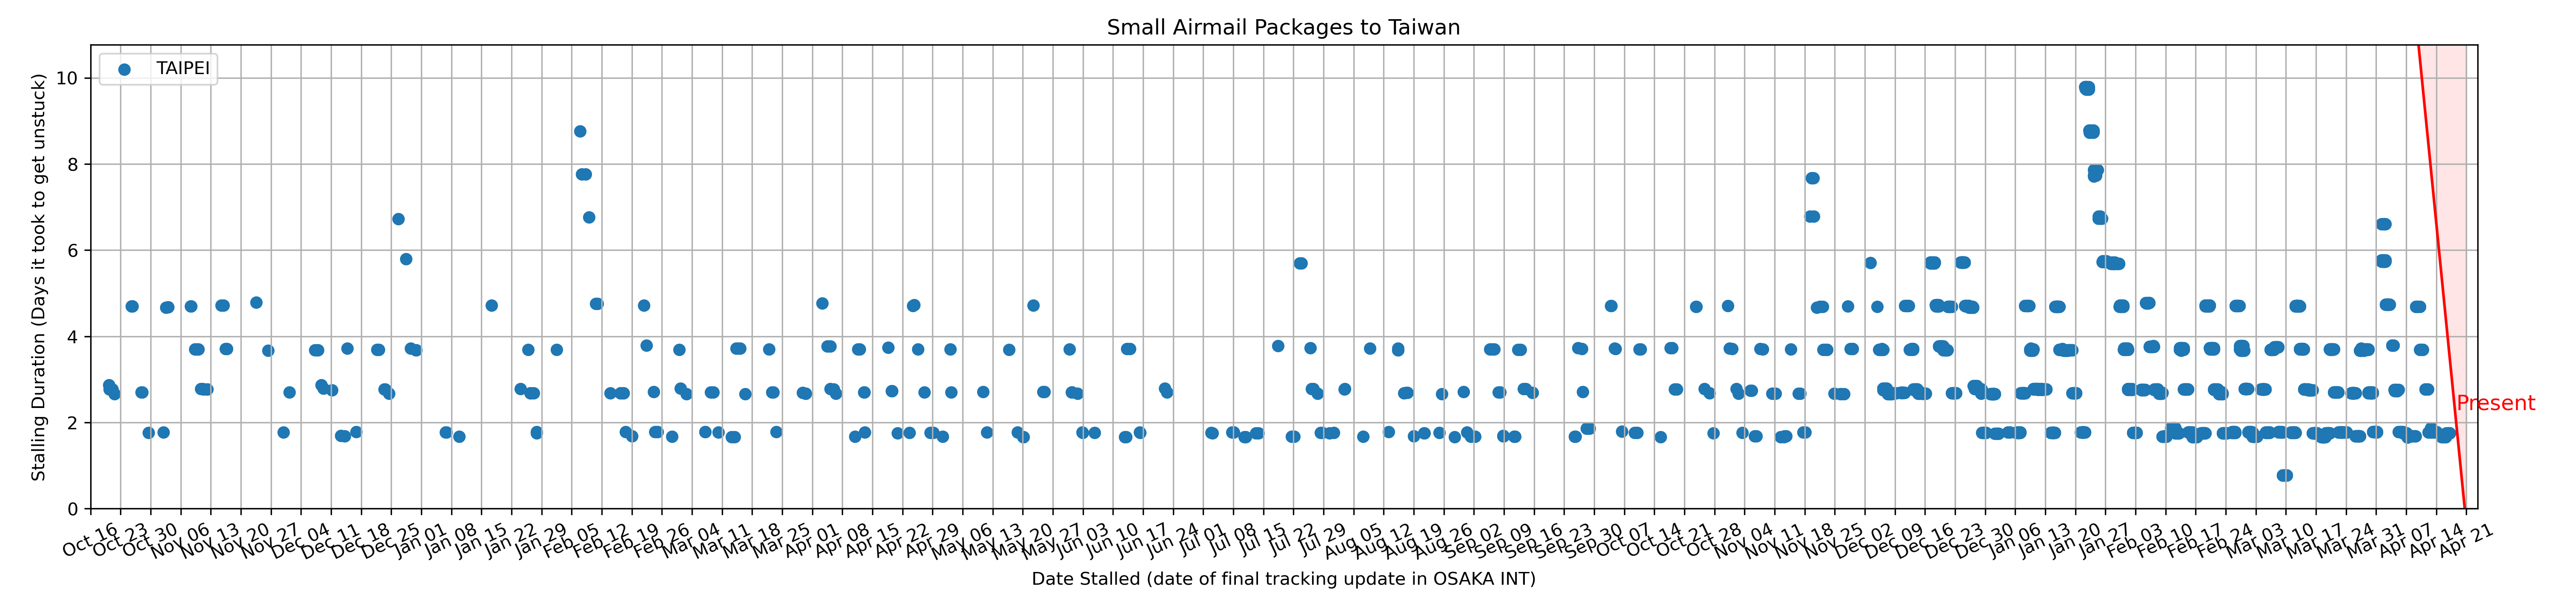 Small Airmail Packages to Taiwan
TAIPEI
Stalling Duration (Days it took to get unstuck)
10
8
6
4
2
0
Present
Oct 16
Oct 23
Oct 30
Nov 06
Nov 13
Nov 20
Nov 27
Dec 04
Dec 11
Dec 18
Dec 25
Jan 01
Jan 08
Jan 15
Jan 22
Jan 29
Feb 05
Feb 12
Feb 19
Feb 26
Mar 04
Mar 11
Mar 18
Mar 25
Apr 01
Apr 08
Apr 15
Apr 22
Apr 29
May 06
May 13
May 20
May 27
Jun 03
Jun 10
Jun 17
Jun 24
Jul 01
Jul 08
Jul 15
Jul 22
Jul 29
Aug 05
Aug 12
Aug 19
Aug 26
Sep 02
Sep 09
Sep 16
Sep 23
Sep 30
Oct 07
Oct 14
Oct 21
Oct 28
Nov 04
Nov 11
Nov 18
Nov 25
Dec 02
Dec 09
Dec 16
Dec 23
Dec 30
Jan 06
Jan 13
Jan 20
Jan 27
Feb 03
Feb 10
Feb 17
Feb 24
Mar 03
Mar 10
Mar 17
Mar 24
Mar 31
Apr 07
Apr 14
Apr 21
Date Stalled (date of final tracking update in OSAKA INT)